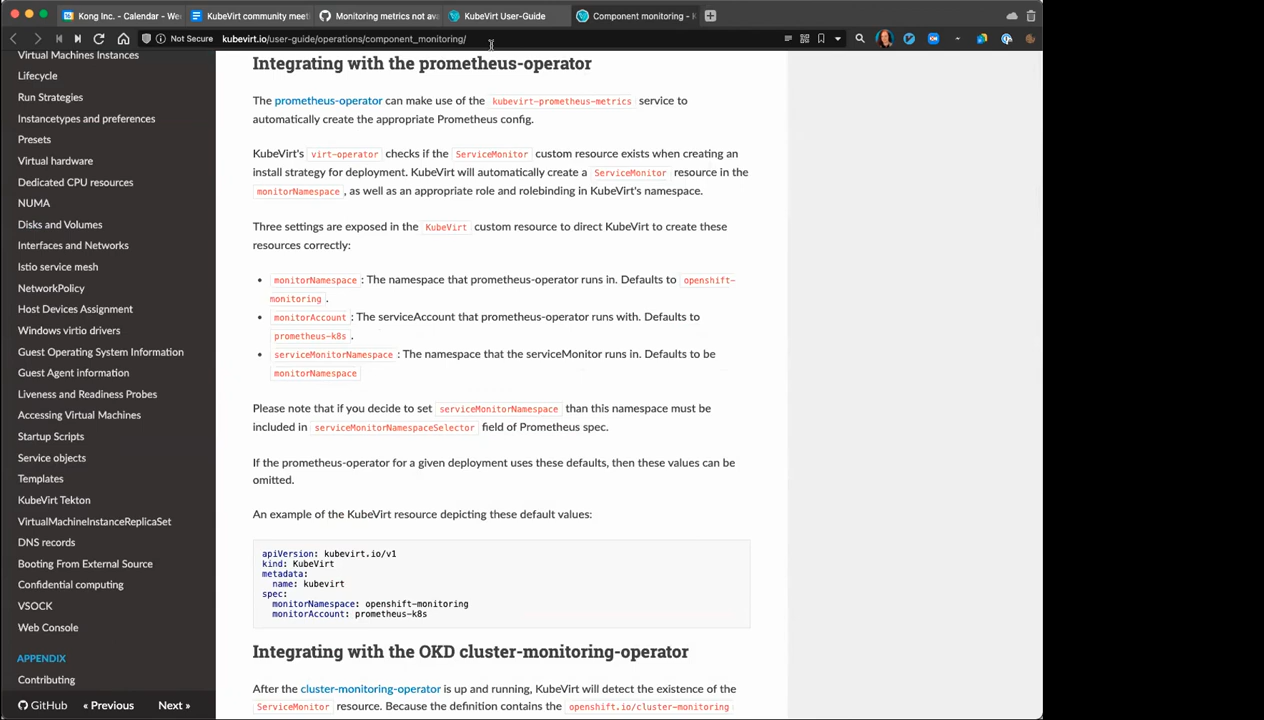 Kong Inc. - Calendar - We
KubeVirt community meet
Monitoring metrics not av
KubeVirt User-Guide
Component monitoring - K
Not Secure kubevirt.io/user-guide/operations/component_monitoring/
Virtual Machines Instances
Lifecycle
Run Strategies
Instancetypes and preferences
Presets
Virtual hardware
Dedicated CPU resources
NUMA
Disks and Volumes
Interfaces and Networks
Istio service mesh
NetworkPolicy
Host Devices Assignment
Windows virtio drivers
Guest Operating System Information
Guest Agent information
Liveness and Readiness Probes
Accessing Virtual Machines
Startup Scripts
Service objects
Templates
KubeVirt Tekton
VirtualMachineInstanceReplicaSet
DNS records
Booting From External Source
Confidential computing
VSOCK
Web Console
APPENDIX
Contributing
GitHub « Previous Next »
Integrating with the prometheus-operator
The prometheus-operator can make use of the kubevirt-prometheus-metrics service to
automatically create the appropriate Prometheus config.
KubeVirt's virt-operator checks if the ServiceMonitor custom resource exists when creating an
install strategy for deployment. KubeVirt will automatically create a ServiceMonitor resource in the
monitorNamespace , as well as an appropriate role and rolebinding in KubeVirt's namespace.
Three settings are exposed in the KubeVirt custom resource to direct KubeVirt to create these
resources correctly:
• monitorNamespace : The namespace that prometheus-operator runs in. Defaults to openshift-
monitoring .
• monitorAccount : The serviceAccount that prometheus-operator runs with. Defaults to
prometheus-k8s .
• serviceMonitorNamespace : The namespace that the serviceMonitor runs in. Defaults to be
monitorNamespace
Please note that if you decide to set serviceMonitorNamespace than this namespace must be
included in serviceMonitorNamespaceSelector field of Prometheus spec.
If the prometheus-operator for a given deployment uses these defaults, then these values can be
omitted.
An example of the KubeVirt resource depicting these default values:
apiVersion: kubevirt.io/v1
kind: KubeVirt
metadata:
name: kubevirt
spec:
monitorNamespace: openshift-monitoring
monitorAccount: prometheus-k8s
Integrating with the OKD cluster-monitoring-operator
After the cluster-monitoring-operator is up and running, KubeVirt will detect the existence of the
ServiceMonitor resource. Because the definition contains the openshift.io/cluster-monitoring